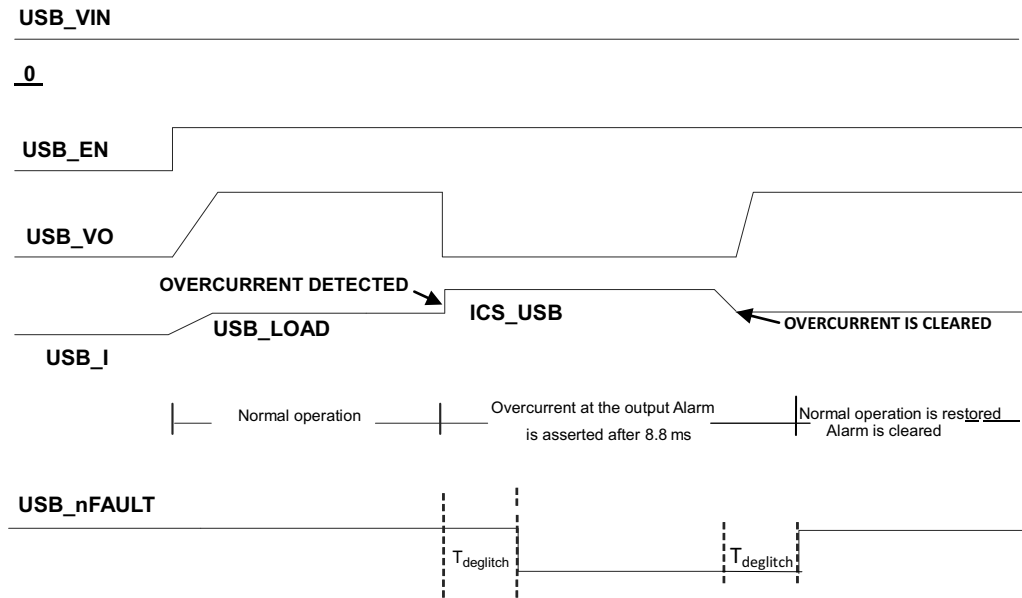 USB_VIN
0
USB_EN
USB_VO
OVERCURRENT DETECTED
ICS_USB
USB_LOAD
OVERCURRENT IS CLEARED
USB_I
Normal operation
Overcurrent at the output Alarm
is asserted after 8.8 ms
Normal operation is restored
Alarm is cleared
USB_nFAULT
Tdeglitch
Tdeglitch